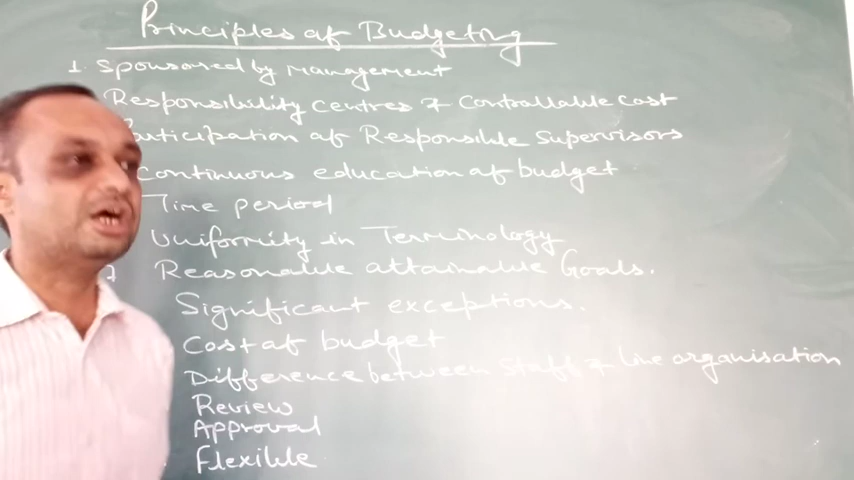 Principles of Budgeting
1. Sponsored by management
Responsibility centres & Controllable cost
Participation of Responsible Supervisors
Continuous education of budget
Time period
Uniformity in Terminology
7 Reasonable attainable Goals.
Significant exceptions.
Cost of budget
Difference between Staff & line organisation
Review
Approval
Flexible